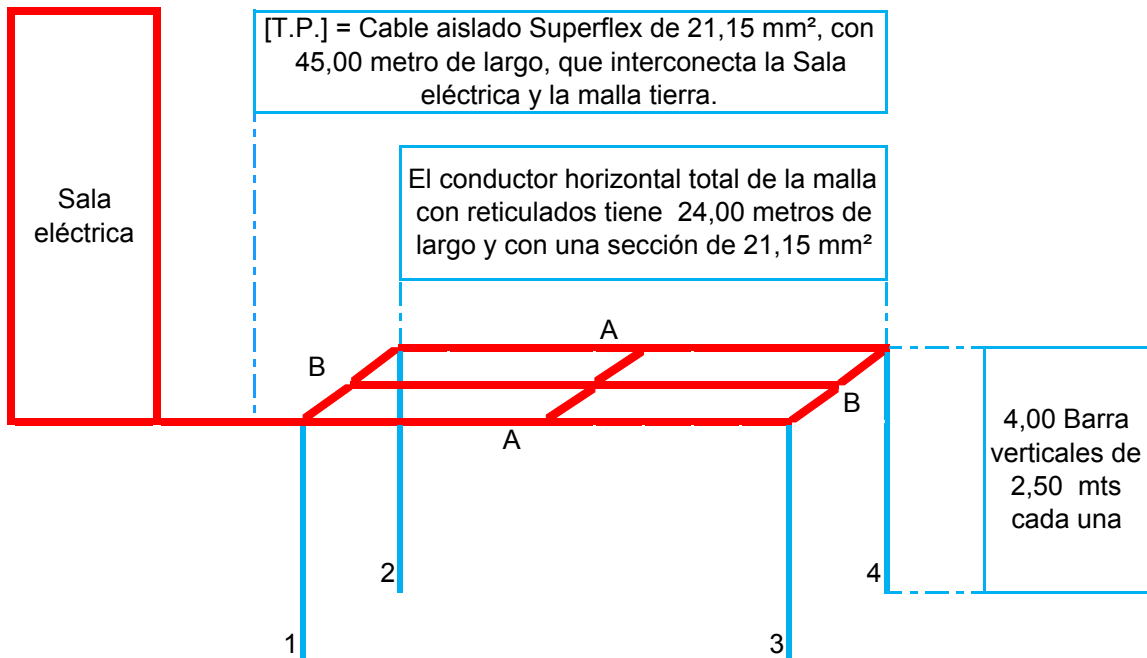 [T.P.] = Cable aislado Superflex de 21,15 mm², con
45,00 metro de largo, que interconecta la Sala
eléctrica y la malla tierra.
Sala
eléctrica
El conductor horizontal total de la malla
con reticulados tiene 24,00 metros de
largo y con una sección de 21,15 mm²
A
B
B
A
4,00 Barra
verticales de
2,50 mts
cada una
2
4
1
3